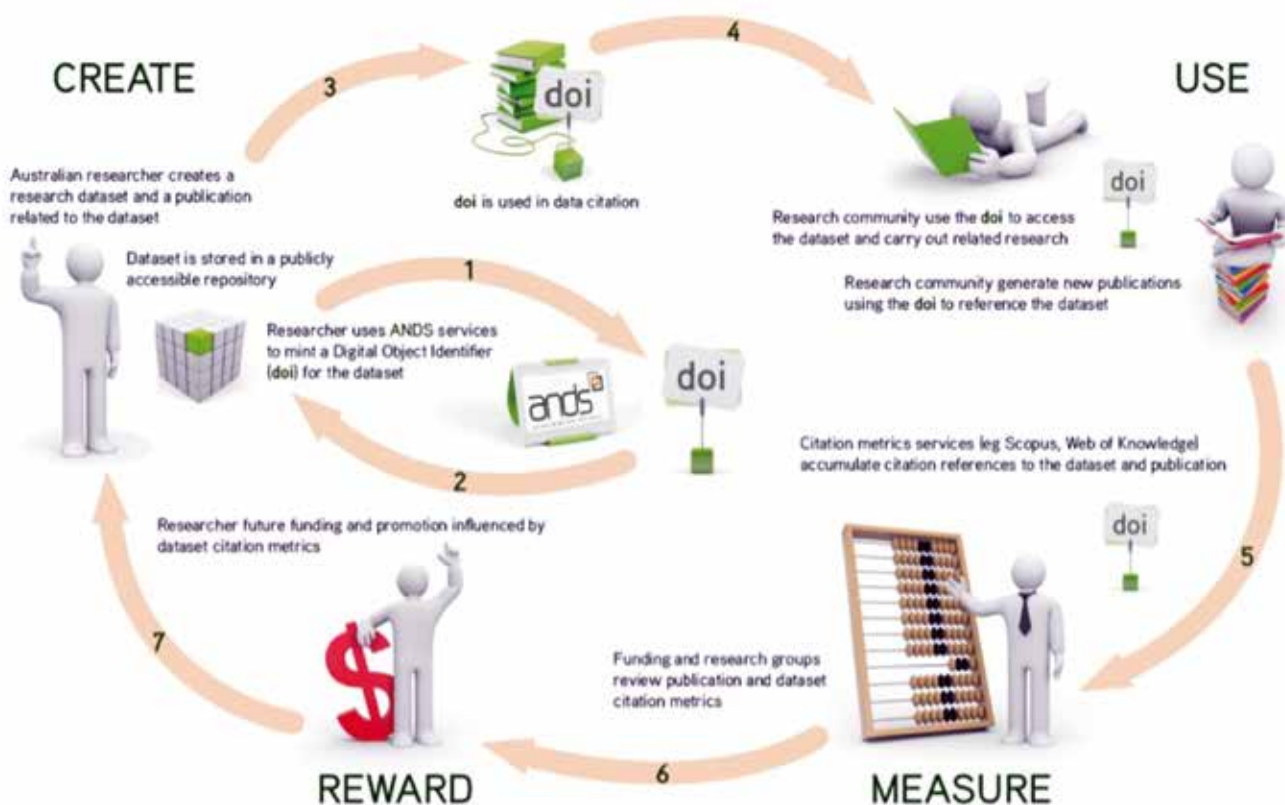 CREATE
3
doi
doi is used in data citation
4
USE
Australian researcher creates a
research dataset and a publication
related to the dataset
Dataset is stored in a publicly
accessible repository
Researcher uses ANDS services
to mint a Digital Object Identifier
(doi) for the dataset
1
ands
doi
2
Research community use the doi to access
the dataset and carry out related research
doi
Research community generate new publications
using the doi to reference the dataset
Citation metrics services (eg Scopus, Web of Knowledge)
accumulate citation references to the dataset and publication
doi
5
MEASURE
Funding and research groups
review publication and dataset
citation metrics
6
Researcher future funding and promotion influenced by
dataset citation metrics
REWARD
7